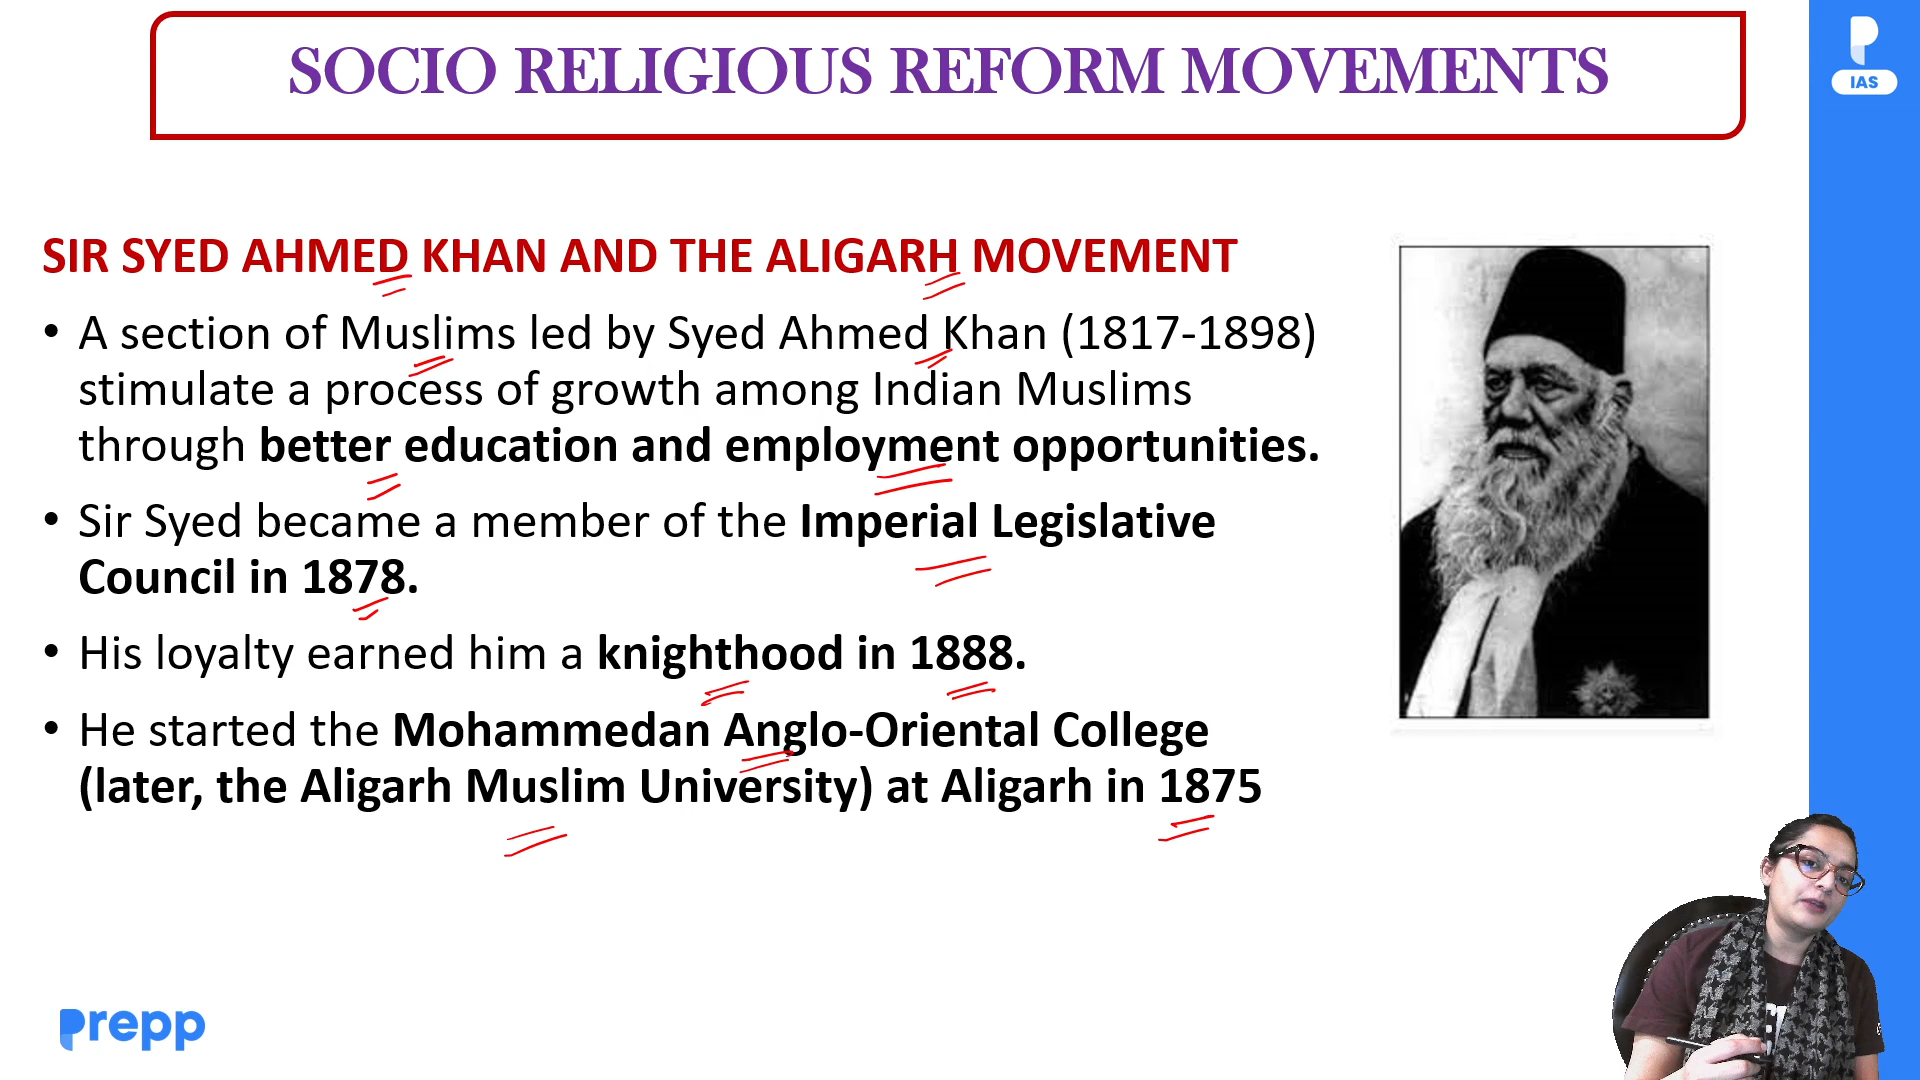 SOCIO RELIGIOUS REFORM MOVEMENTS
IAS
SIR SYED AHMED KHAN AND THE ALIGARH MOVEMENT
• A section of Muslims led by Syed Ahmed Khan (1817-1898)
stimulate a process of growth among Indian Muslims
through better education and employment opportunities.
• Sir Syed became a member of the Imperial Legislative
Council in 1878.
• His loyalty earned him a knighthood in 1888.
• He started the Mohammedan Anglo-Oriental College
(later, the Aligarh Muslim University) at Aligarh in 1875
prepp